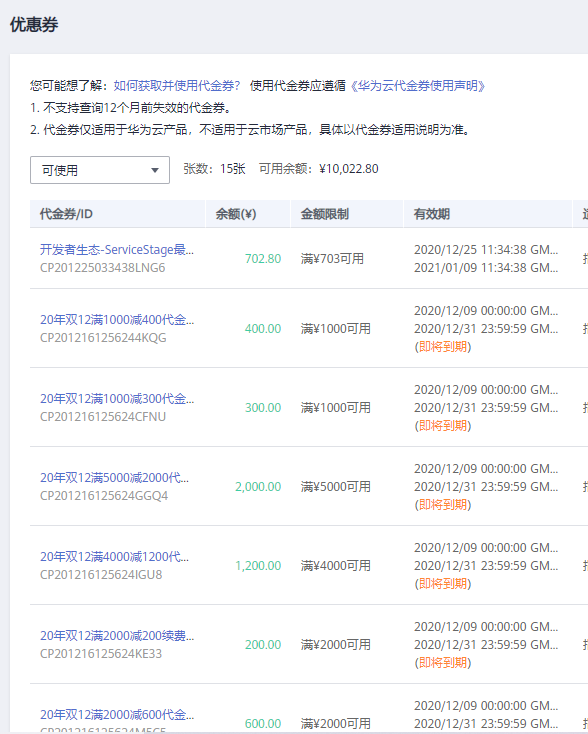 优惠券
您可能想了解：如何获取并使用代金券? 使用代金券应遵循《华为云代金券使用声明》
1. 不支持查询12个月前失效的代金券。
2. 代金券仅适用于华为云产品，不适用于云市场产品，具体以代金券适用说明为准。
可使用 张数：15张 可用余额：¥10,022.80
代金券/ID 余额(¥) 金额限制 有效期
开发者生态-ServiceStage最... 702.80 满¥703可用 2020/12/25 11:34:38 GM...
CP201225033438LNG6 2021/01/09 11:34:38 GM...
2020/12/09 00:00:00 GM...
20年双12满1000减400代金... 400.00 满¥1000可用 2020/12/31 23:59:59 GM...
CP2012161256244KQG (即将到期)
2020/12/09 00:00:00 GM...
20年双12满1000减300代金... 300.00 满¥1000可用 2020/12/31 23:59:59 GM...
CP201216125624CFNU (即将到期)
2020/12/09 00:00:00 GM...
20年双12满5000减2000代... 2,000.00 满¥5000可用 2020/12/31 23:59:59 GM...
CP201216125624GGQ4 (即将到期)
2020/12/09 00:00:00 GM...
20年双12满4000减1200代... 1,200.00 满¥4000可用 2020/12/31 23:59:59 GM...
CP201216125624IGU8 (即将到期)
2020/12/09 00:00:00 GM...
20年双12满2000减200续费... 200.00 满¥2000可用 2020/12/31 23:59:59 GM...
CP201216125624KE33 (即将到期)
2020/12/09 00:00:00 GM...
20年双12满2000减600代金... 600.00 满¥2000可用 2020/12/31 23:59:59 GM...